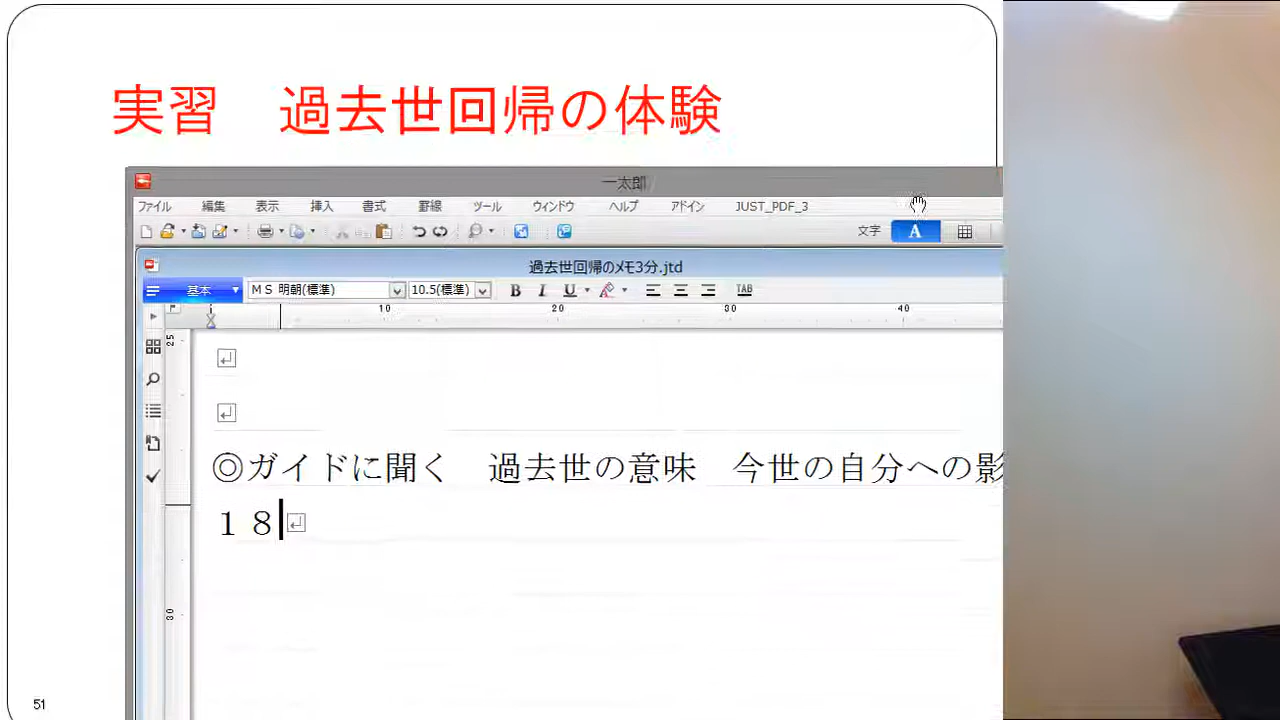 実習　過去世回帰の体験
一太郎
ファイル 編集 表示 挿入 書式 罫線 ツール ウィンドウ ヘルプ アドイン JUST_PDF_3
文字 A
過去世回帰のメモ3分.jtd
基本 ＭＳ 明朝(標準) 10.5(標準) B I U A TAB
10 20 30 40
25
◎ガイドに聞く　過去世の意味　今世の自分への影
１８
30
51